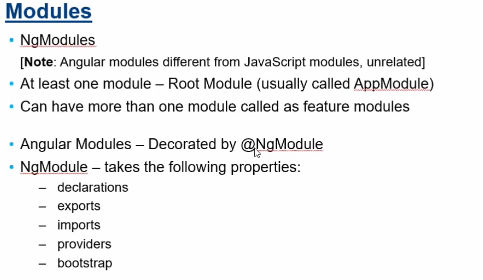 Modules
• NgModules
[Note: Angular modules different from JavaScript modules, unrelated]
• At least one module – Root Module (usually called AppModule)
• Can have more than one module called as feature modules
• Angular Modules – Decorated by @NgModule
• NgModule – takes the following properties:
– declarations
– exports
– imports
– providers
– bootstrap